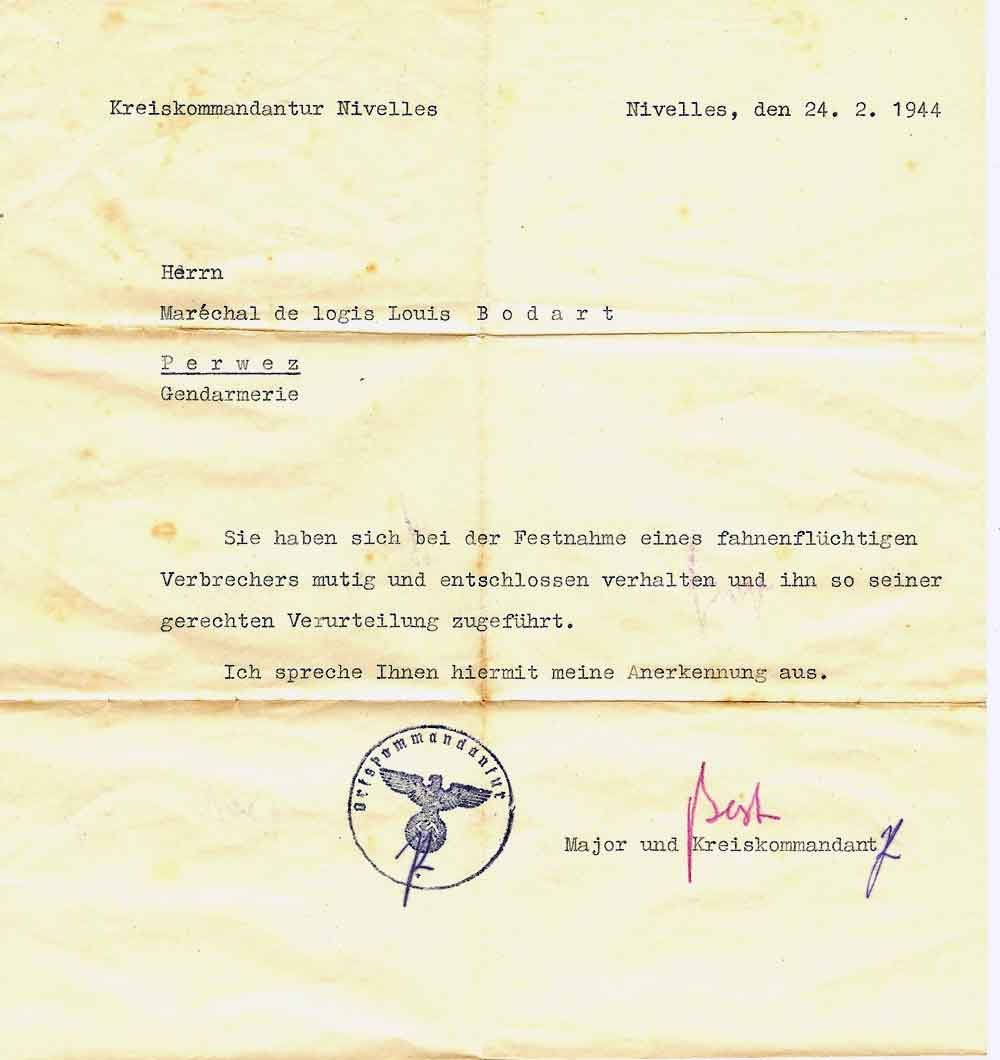 Kreiskommandantur Nivelles
Nivelles, den 24. 2. 1944
Herrn
Maréchal de logis Louis B o d a r t
P e r w e z
Gendarmerie
Sie haben sich bei der Festnahme eines fahnenflüchtigen
Verbrechers mutig und entschlossen verhalten und ihn so seiner
gerechten Verurteilung zugeführt.
Ich spreche Ihnen hiermit meine Anerkennung aus.
Ortskommandantur
Best
Major und Kreiskommandant